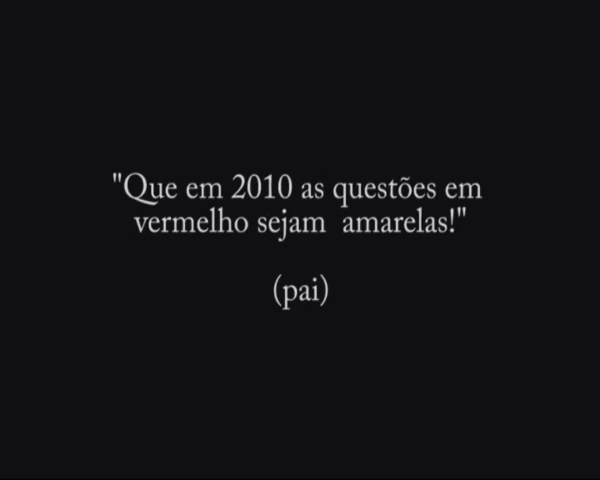 "Que em 2010 as questões em
vermelho sejam amarelas!"
(pai)